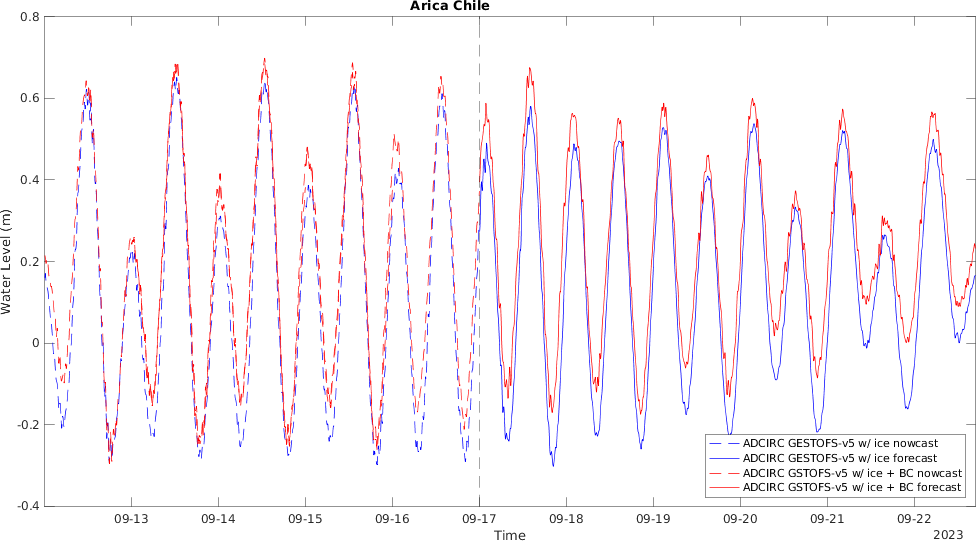 Arica Chile
Water Level (m)
0.8
0.6
0.4
0.2
0
-0.2
-0.4
ADCIRC GESTOFS-v5 w/ ice nowcast
ADCIRC GESTOFS-v5 w/ ice forecast
ADCIRC GSTOFS-v5 w/ ice + BC nowcast
ADCIRC GSTOFS-v5 w/ ice + BC forecast
09-13 09-14 09-15 09-16 09-17 09-18 09-19 09-20 09-21 09-22
Time
2023